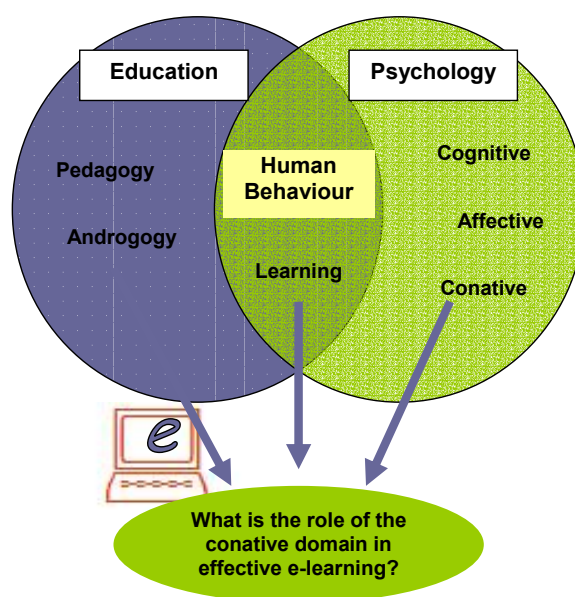 Education
Psychology
Pedagogy
Androgogy
Human
Behaviour
Learning
Cognitive
Affective
Conative
e
What is the role of the
conative domain in
effective e-learning?